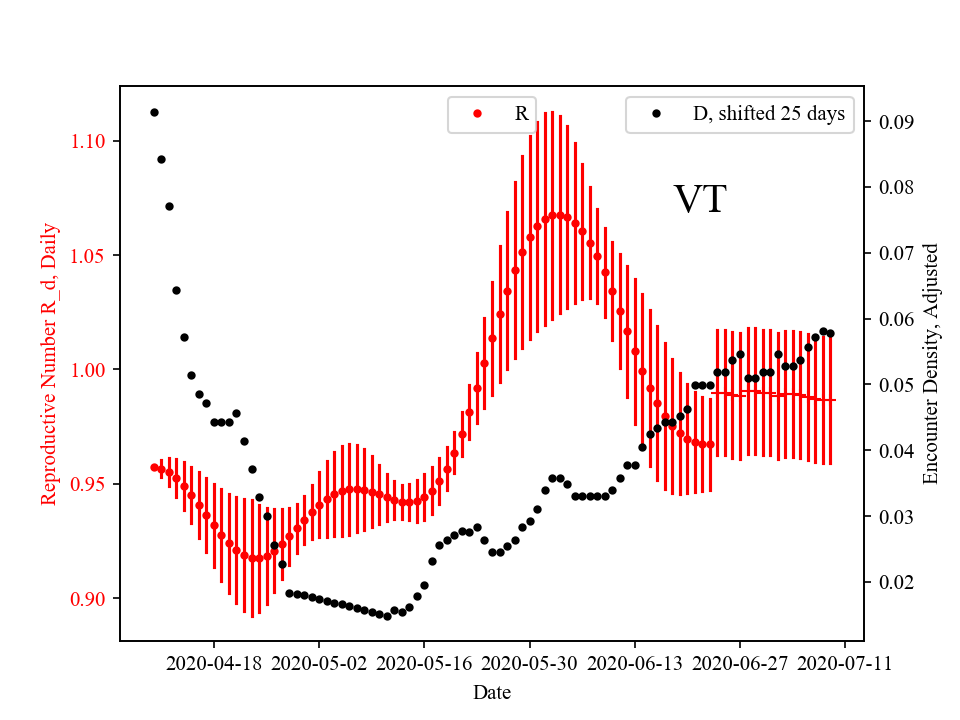 R
D, shifted 25 days
VT
Reproductive Number R_d, Daily
1.10
1.05
1.00
0.95
0.90
0.09
0.08
0.07
0.06
0.05
0.04
0.03
0.02
Encounter Density, Adjusted
2020-04-18 2020-05-02 2020-05-16 2020-05-30 2020-06-13 2020-06-27 2020-07-11
Date